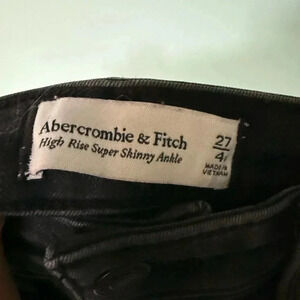 Abercrombie & Fitch
High Rise Super Skinny Ankle
27
4
MADE IN
VIETNAM